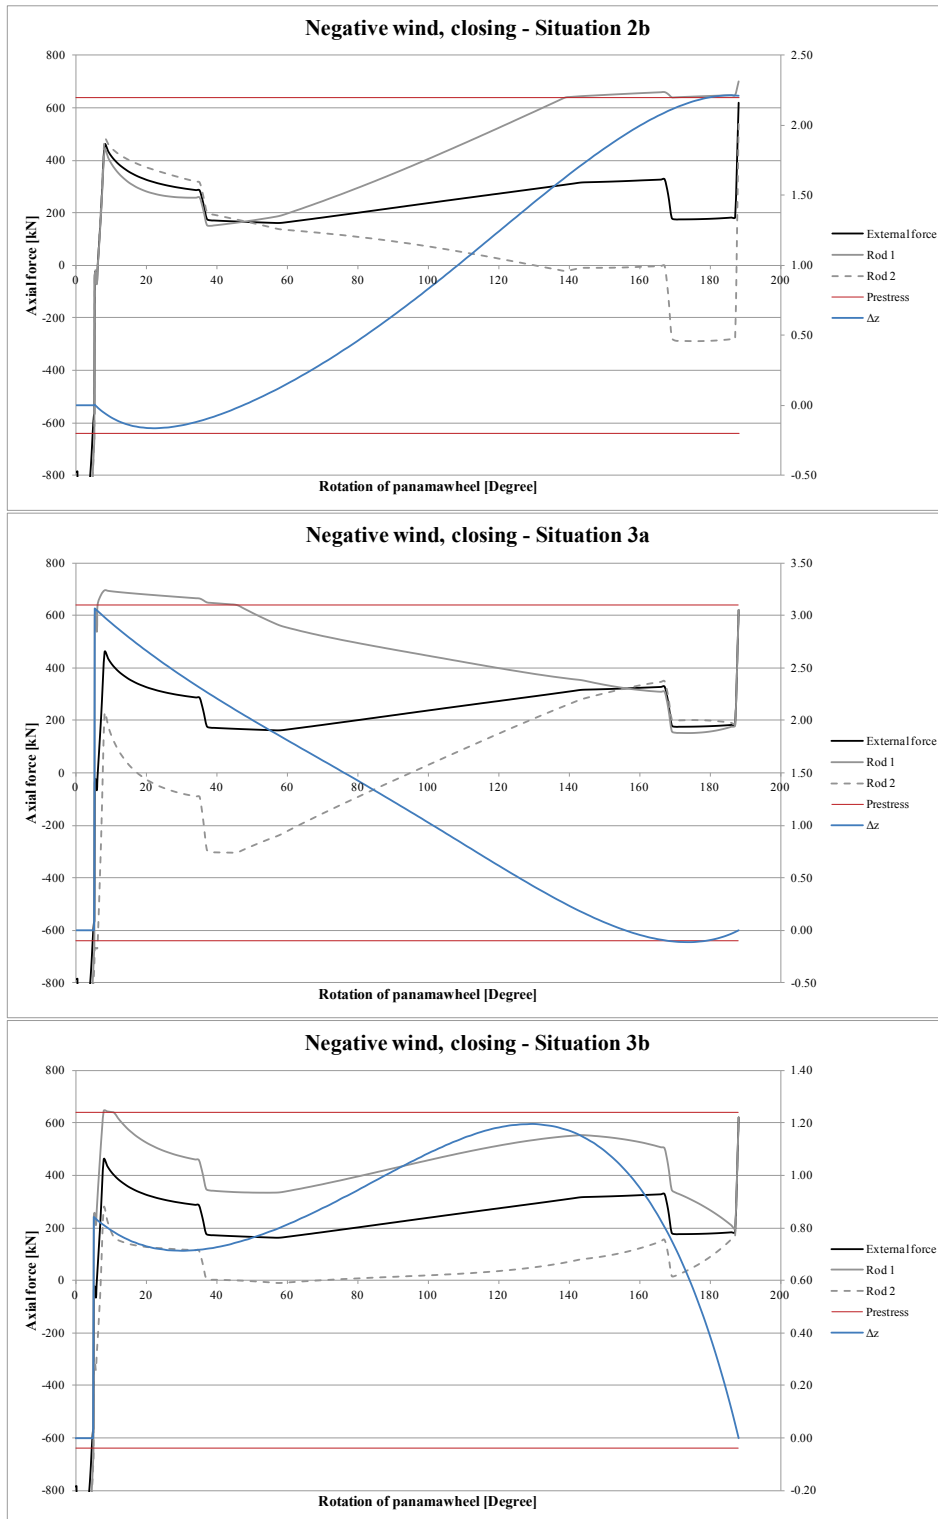 Negative wind, closing - Situation 2b
800 2.50
600 2.00
400 1.50
200
0 1.00
0 20 40 60 80 100 120 140 160 180 200
-200 0.50
-400 0.00
-600
-800 -0.50
Axial force [kN]
Rotation of panamawheel [Degree]
External force
Rod 1
Rod 2
Prestress
Δz
Negative wind, closing - Situation 3a
800 3.50
600 3.00
400 2.50
200 2.00
0 1.50
0 20 40 60 80 100 120 140 160 180 200
-200 1.00
-400 0.50
-600 0.00
-800 -0.50
Axial force [kN]
Rotation of panamawheel [Degree]
External force
Rod 1
Rod 2
Prestress
Δz
Negative wind, closing - Situation 3b
800 1.40
600 1.20
400 1.00
200 0.80
0 0.60
0 20 40 60 80 100 120 140 160 180 200
-200 0.40
-400 0.20
-600 0.00
-800 -0.20
Axial force [kN]
Rotation of panamawheel [Degree]
External force
Rod 1
Rod 2
Prestress
Δz